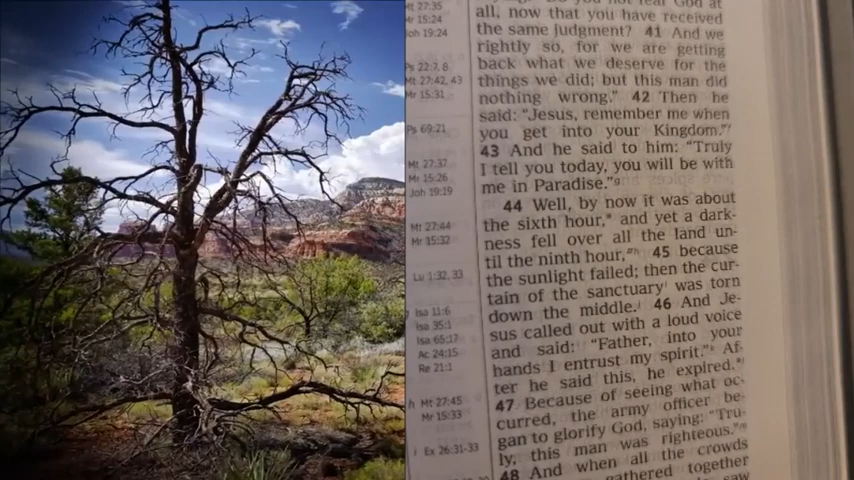 Mt 27:35
Mr 15:24
Joh 19:24
Ps 22:7, 8
Mt 27:42, 43
Mr 15:31
Ps 69:21
Mt 27:37
Mr 15:26
Joh 19:19
Mt 27:44
Mr 15:32
Lu 1:32, 33
Isa 11:6
Isa 35:1
Isa 65:17
Ac 24:15
Re 21:1
h Mt 27:45
Mr 15:33
i Ex 26:31-33
Do you not fear God at
all, now that you have received
the same judgment? 41 And we
rightly so, for we are getting
back what we deserve for the
things we did; but this man did
nothing wrong.” 42 Then he
said: “Jesus, remember me when
you get into your Kingdom.”
43 And he said to him: “Truly
I tell you today, you will be with
me in Paradise.”g
44 Well, by now it was about
the sixth hour,* and yet a dark-
ness fell over all the land un-
til the ninth hour,*h 45 because
the sunlight failed; then the cur-
tain of the sanctuary was torn
down the middle. 46 And Je-
sus called out with a loud voice
and said: “Father, into your
hands I entrust my spirit.” Af-
ter he said this, he expired.*
47 Because of seeing what oc-
curred, the army officer be-
gan to glorify God, saying: “Tru-
ly, this man was righteous.”
48 And when all the crowds
gathered together
saw